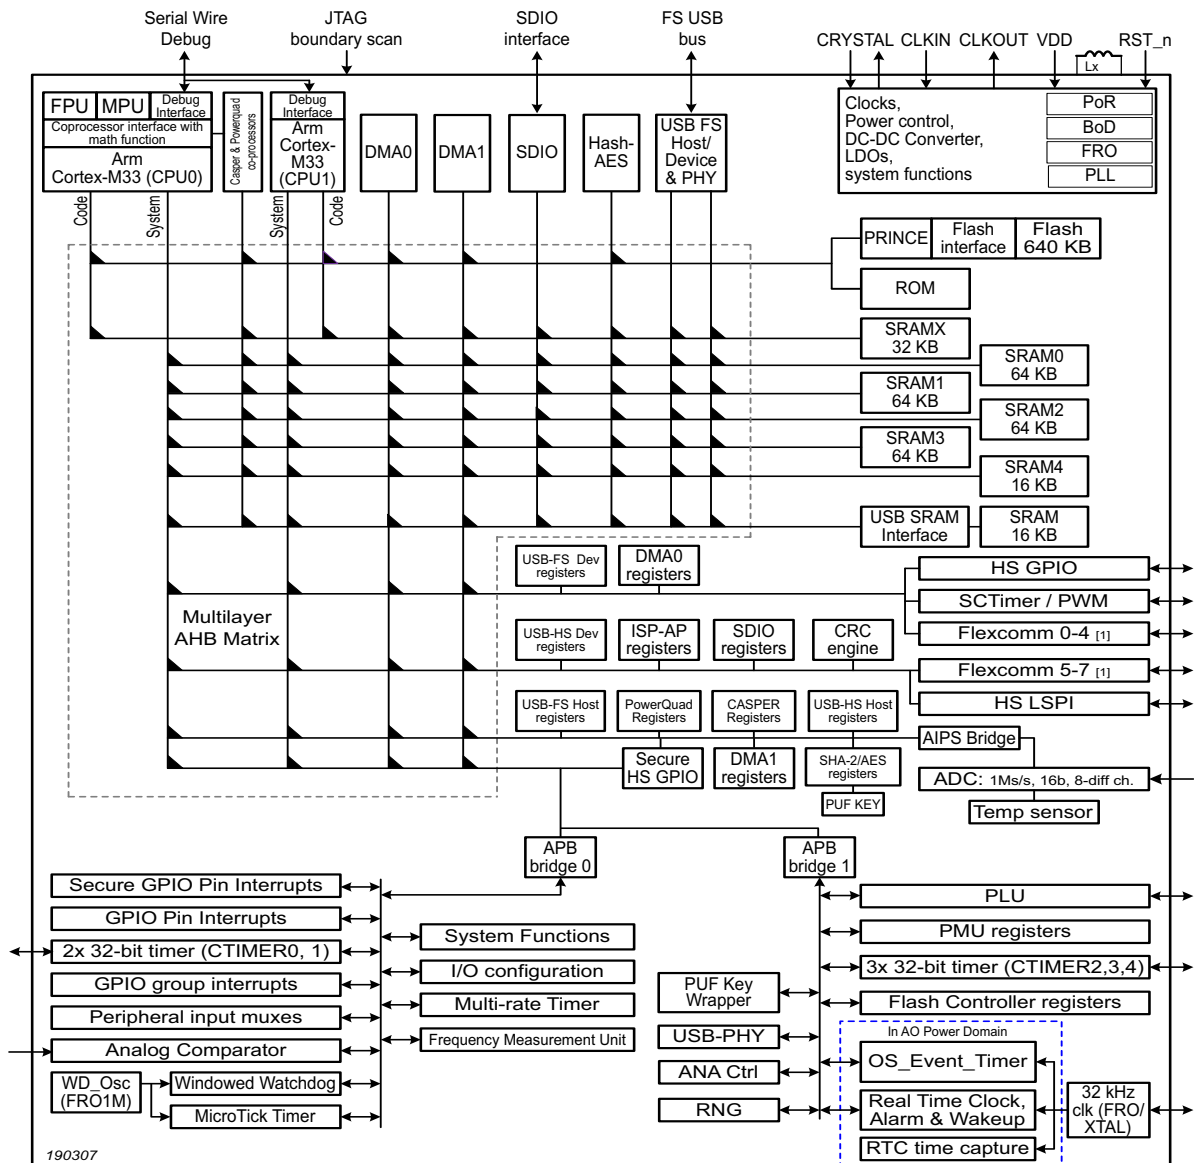 Serial Wire
Debug
JTAG
boundary scan
SDIO
interface
FS USB
bus
CRYSTAL CLKIN CLKOUT VDD
Lx
RST_n
FPU
MPU
Debug
Interface
Coprocessor interface with
math function
Arm
Cortex-M33 (CPU0)
Casper & Powerquad
co-processors
Debug
Interface
Arm
Cortex-
M33
(CPU1)
DMA0
DMA1
SDIO
Hash-
AES
USB FS
Host/
Device
& PHY
Clocks,
Power control,
DC-DC Converter,
LDOs,
system functions
PoR
BoD
FRO
PLL
Code
System
System
Code
PRINCE
Flash
interface
Flash
640 KB
ROM
SRAMX
32 KB
SRAM0
64 KB
SRAM1
64 KB
SRAM2
64 KB
SRAM3
64 KB
SRAM4
16 KB
USB SRAM
Interface
SRAM
16 KB
Multilayer
AHB Matrix
USB-FS Dev
registers
DMA0
registers
HS GPIO
SCTimer / PWM
Flexcomm 0-4 [1]
USB-HS Dev
registers
ISP-AP
registers
SDIO
registers
CRC
engine
Flexcomm 5-7 [1]
HS LSPI
USB-FS Host
registers
PowerQuad
Registers
CASPER
Registers
USB-HS Host
registers
AIPS Bridge
Secure
HS GPIO
DMA1
registers
SHA-2/AES
registers
PUF KEY
ADC: 1Ms/s, 16b, 8-diff ch.
Temp sensor
APB
bridge 0
APB
bridge 1
Secure GPIO Pin Interrupts
GPIO Pin Interrupts
2x 32-bit timer (CTIMER0, 1)
GPIO group interrupts
Peripheral input muxes
Analog Comparator
WD_Osc
(FRO1M)
Windowed Watchdog
MicroTick Timer
System Functions
I/O configuration
Multi-rate Timer
Frequency Measurement Unit
PUF Key
Wrapper
USB-PHY
ANA Ctrl
RNG
PLU
PMU registers
3x 32-bit timer (CTIMER2,3,4)
Flash Controller registers
In AO Power Domain
OS_Event_Timer
Real Time Clock,
Alarm & Wakeup
RTC time capture
32 kHz
clk (FRO/
XTAL)
190307